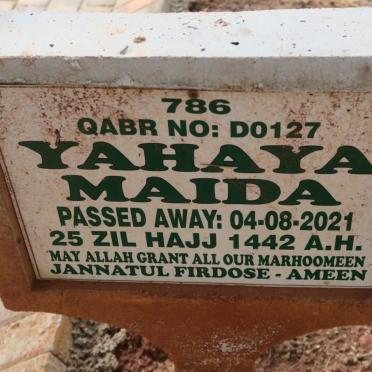 786
QABR NO: D0127
YAHAYA
MAIDA
PASSED AWAY: 04-08-2021
25 ZIL HAJJ 1442 A.H.
MAY ALLAH GRANT ALL OUR MARHOOMEEN
JANNATUL FIRDOSE - AMEEN